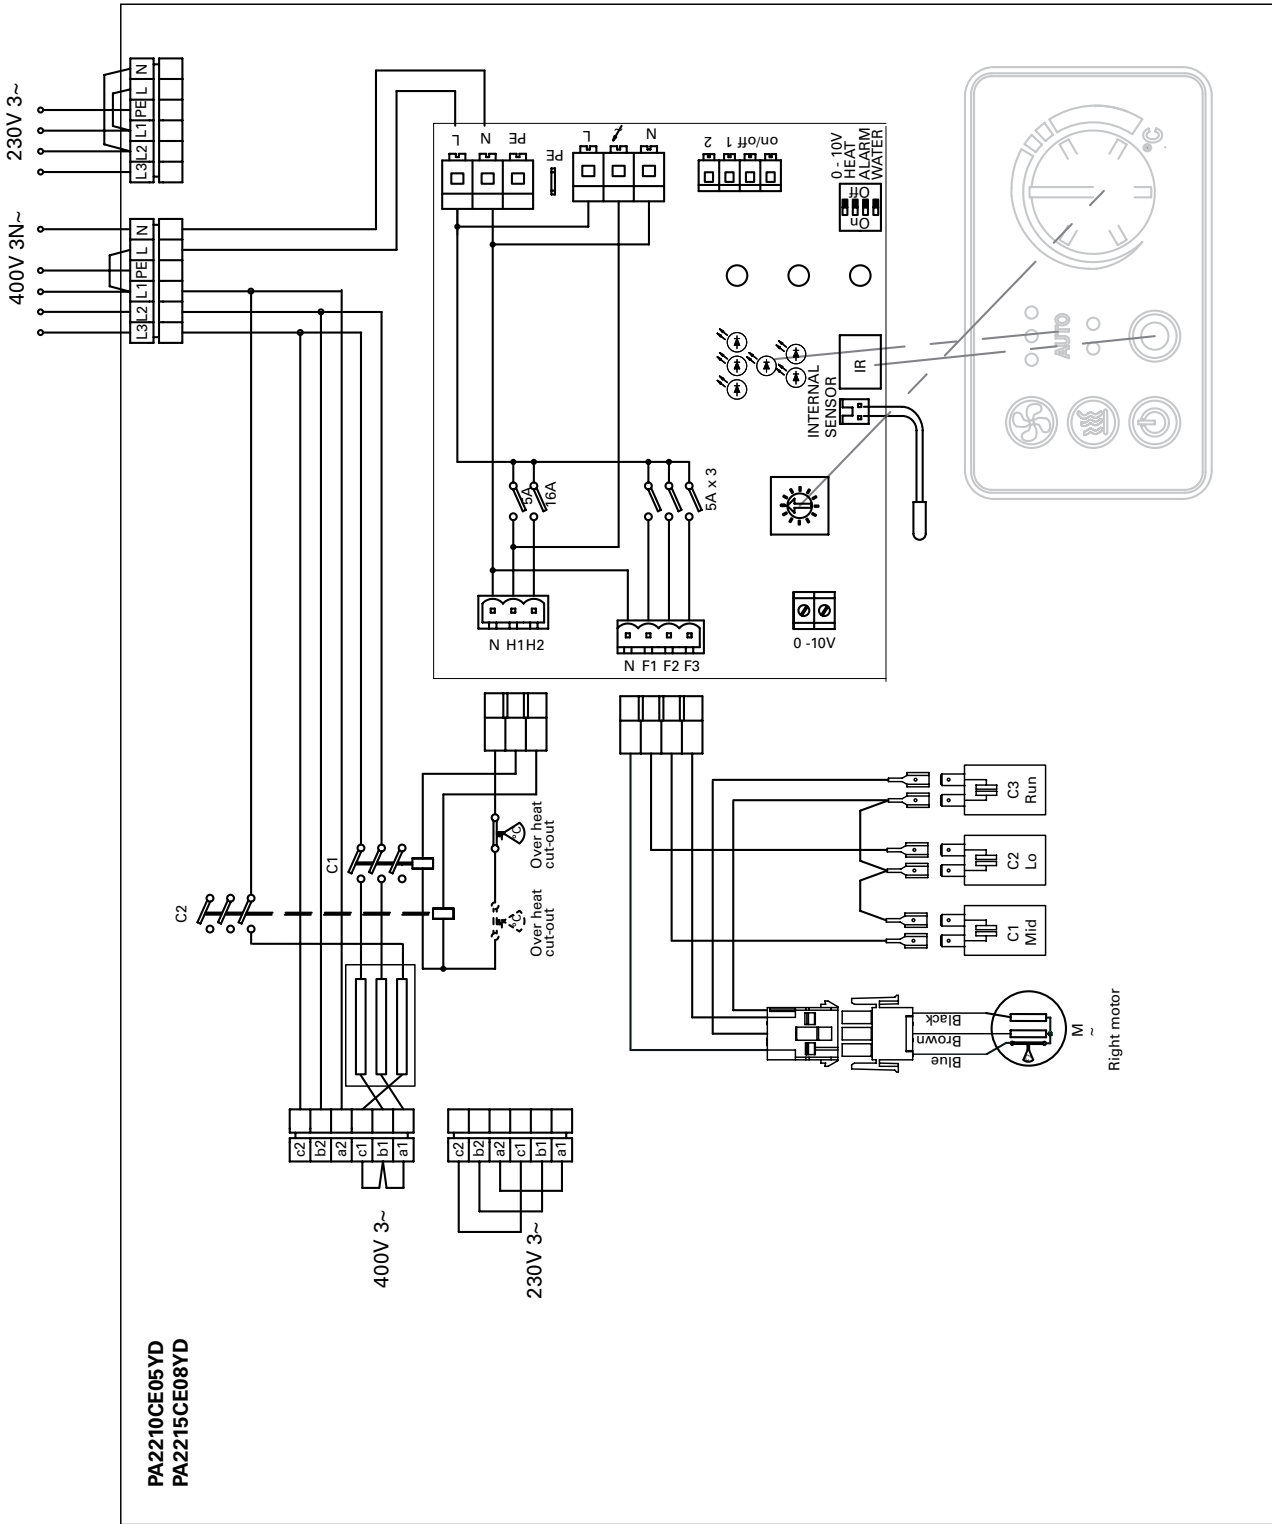 PA2210CE05YD
PA2215CE08YD
230V 3~
L3
L2
L1
PE
L
N
400V 3N~
L3
L2
L1
PE
L
N
L
N
PE
PE
L
N
2
1
on/off
0 - 10V
HEAT
ALARM
WATER
Off
On
INTERNAL
SENSOR
IR
AUTO
°C
5A
16A
5A x 3
N
H1
H2
N
F1
F2
F3
0 -10V
C2
C1
°C
Over heat
cut-out
°C
Over heat
cut-out
C3
Run
C2
Lo
C1
Mid
Black
Brown
Blue
M
~
Right motor
c2
b2
a2
c1
b1
a1
400V 3~
c2
b2
a2
c1
b1
a1
230V 3~